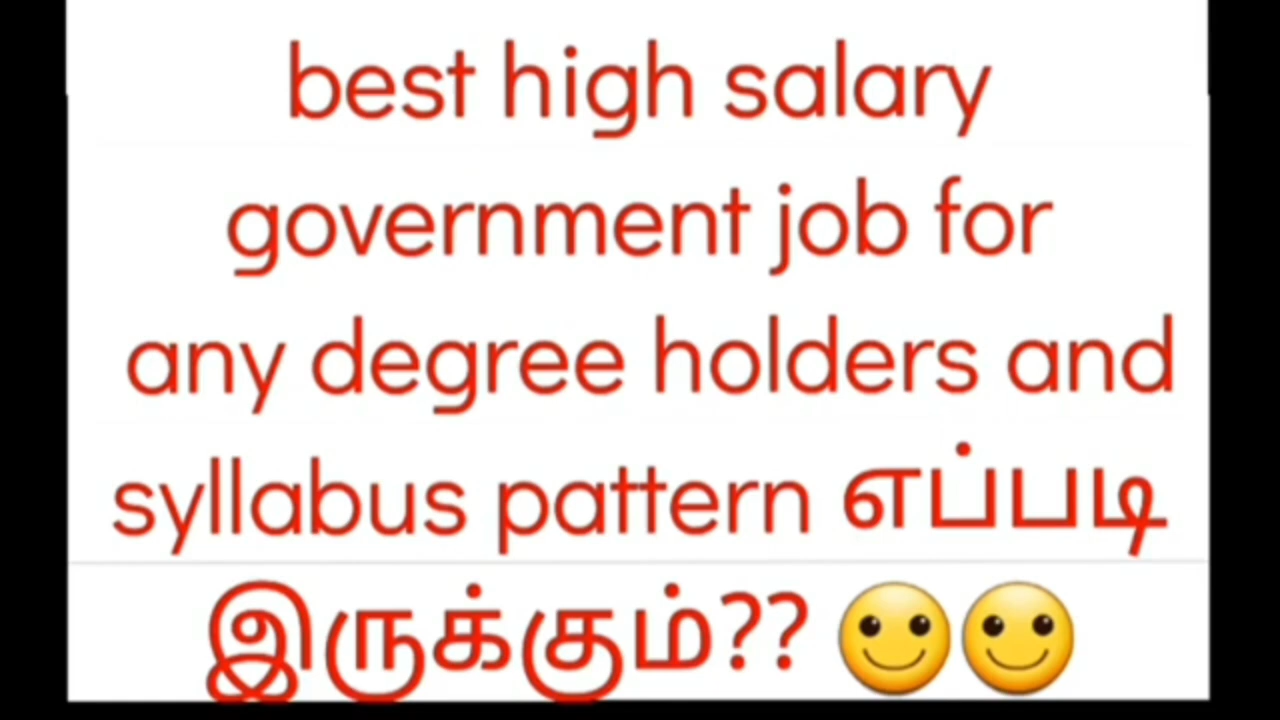 best high salary
government job for
any degree holders and
syllabus pattern எப்படி
இருக்கும்?? 🙂🙂